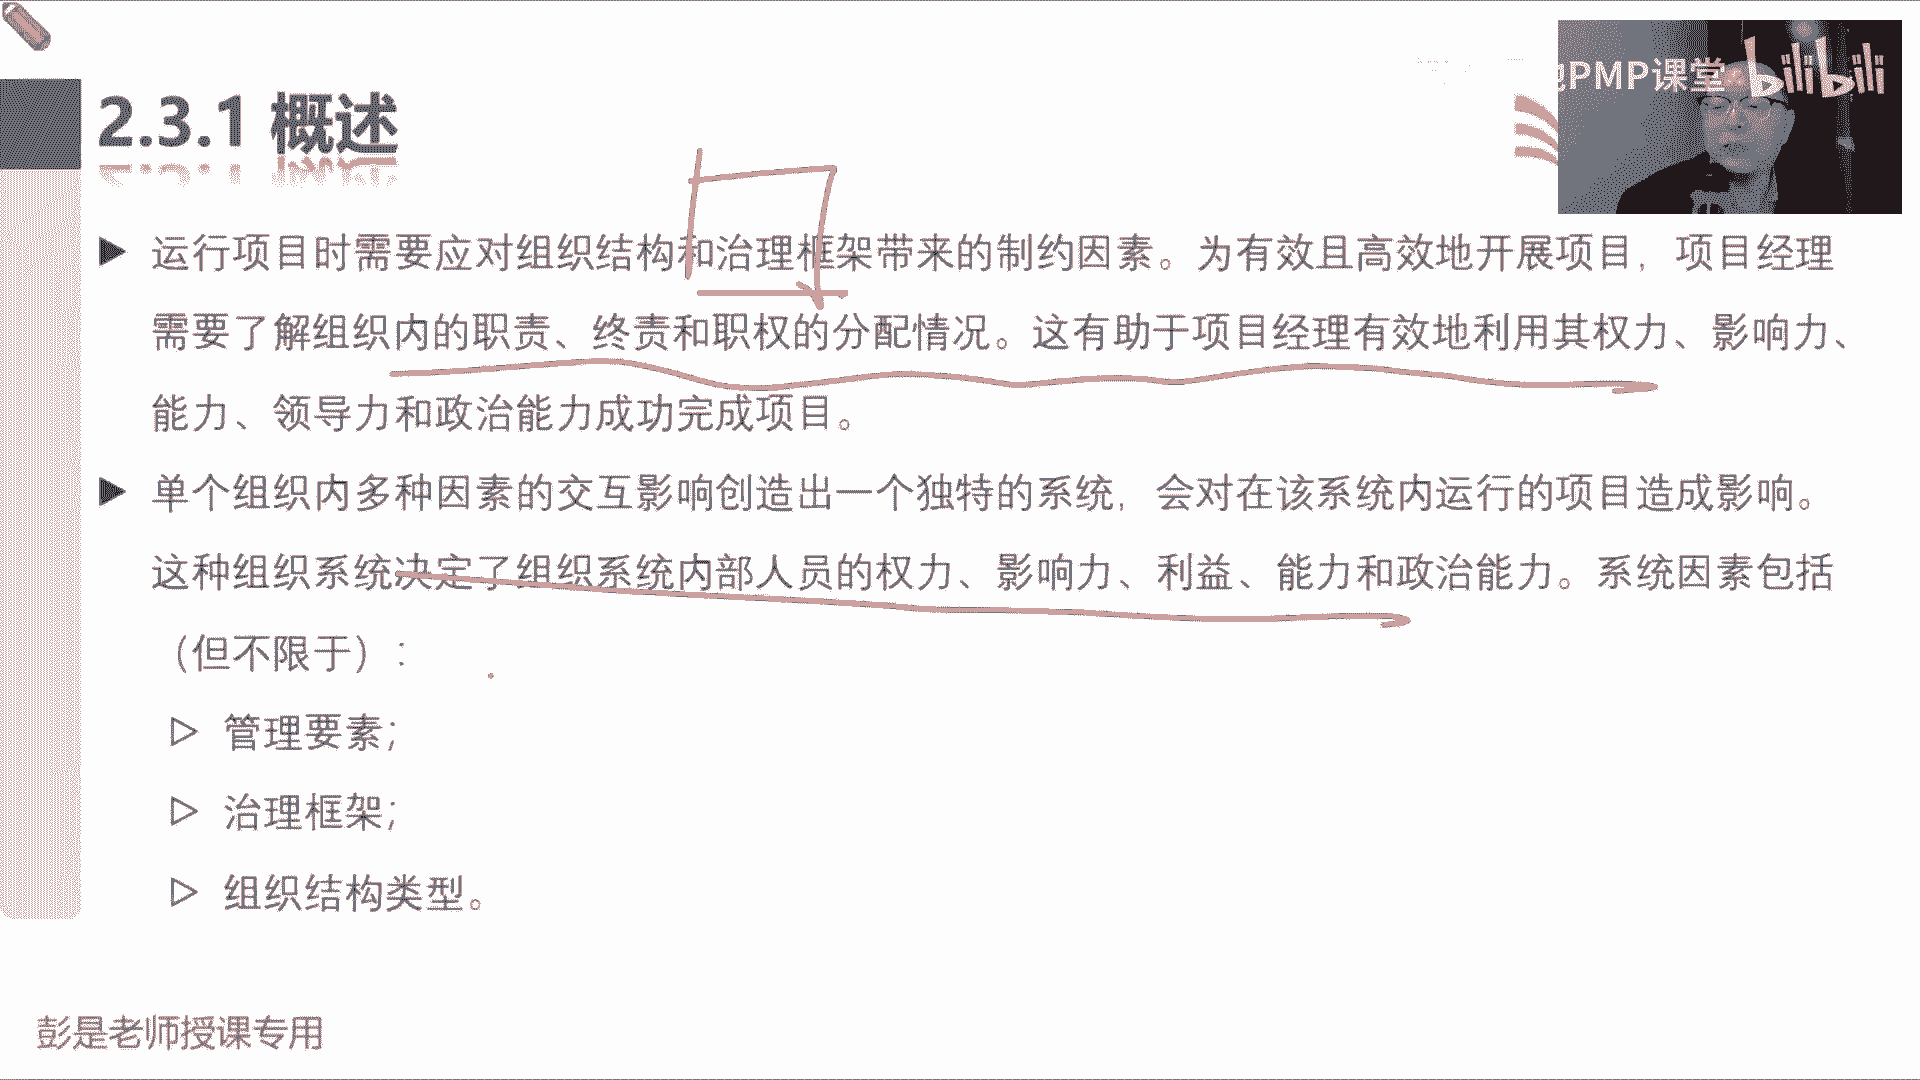 2.3.1 概述
PMP课堂
bilibili
运行项目时需要应对组织结构和治理框架带来的制约因素。为有效且高效地开展项目，项目经理
需要了解组织内的职责、终责和职权的分配情况。这有助于项目经理有效地利用其权力、影响力、
能力、领导力和政治能力成功完成项目。
单个组织内多种因素的交互影响创造出一个独特的系统，会对在该系统内运行的项目造成影响。
这种组织系统决定了组织系统内部人员的权力、影响力、利益、能力和政治能力。系统因素包括
（但不限于）：
管理要素；
治理框架；
组织结构类型。
彭是老师授课专用